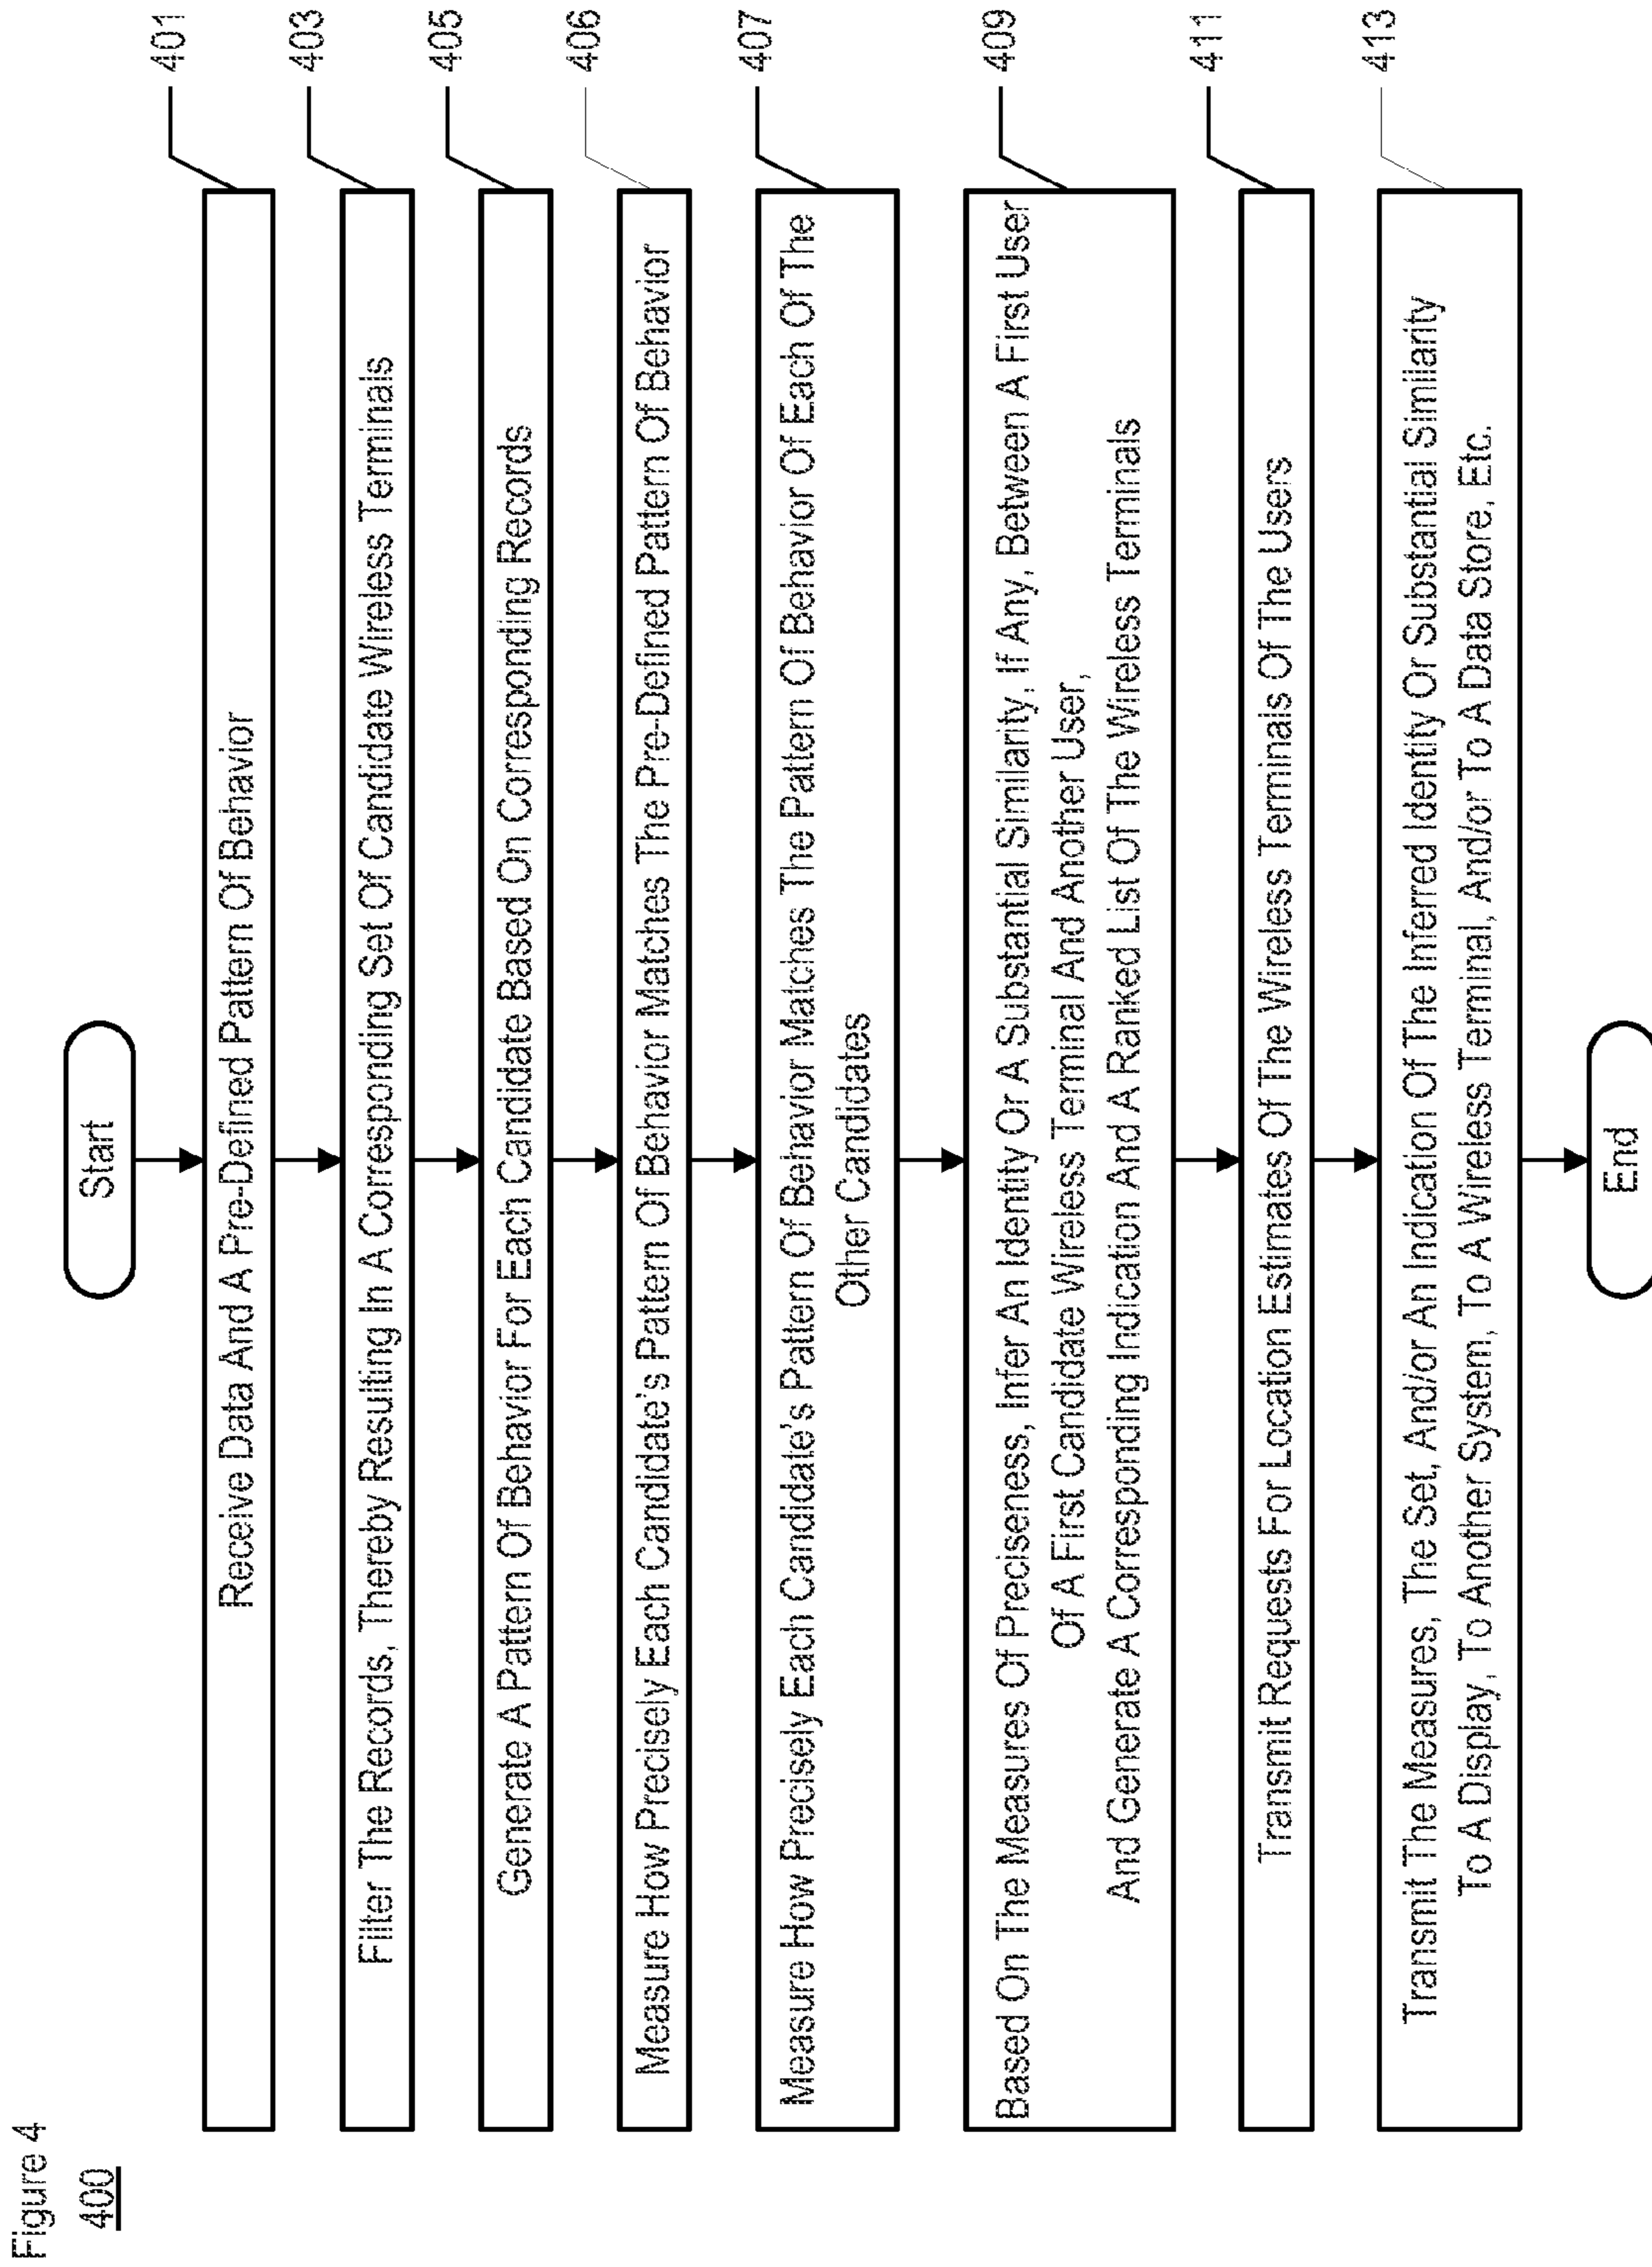 Figure 4
400
Start
Receive Data And A Pre-Defined Pattern Of Behavior
401
Filter The Records, Thereby Resulting In A Corresponding Set Of Candidate Wireless Terminals
403
Generate A Pattern Of Behavior For Each Candidate Based On Corresponding Records
405
Measure How Precisely Each Candidate's Pattern Of Behavior Matches The Pre-Defined Pattern Of Behavior
406
Measure How Precisely Each Candidate's Pattern Of Behavior Matches The Pattern Of Behavior Of Each Of The
Other Candidates
407
Based On The Measures Of Preciseness, Infer An Identity Or A Substantial Similarity, If Any, Between A First User
Of A First Candidate Wireless Terminal And Another User,
And Generate A Corresponding Indication And A Ranked List Of The Wireless Terminals
409
Transmit Requests For Location Estimates Of The Wireless Terminals Of The Users
411
Transmit The Measures, The Set, And/or An Indication Of The Inferred Identity Or Substantial Similarity
To A Display, To Another System, To A Wireless Terminal, And/or To A Data Store, Etc.
413
End